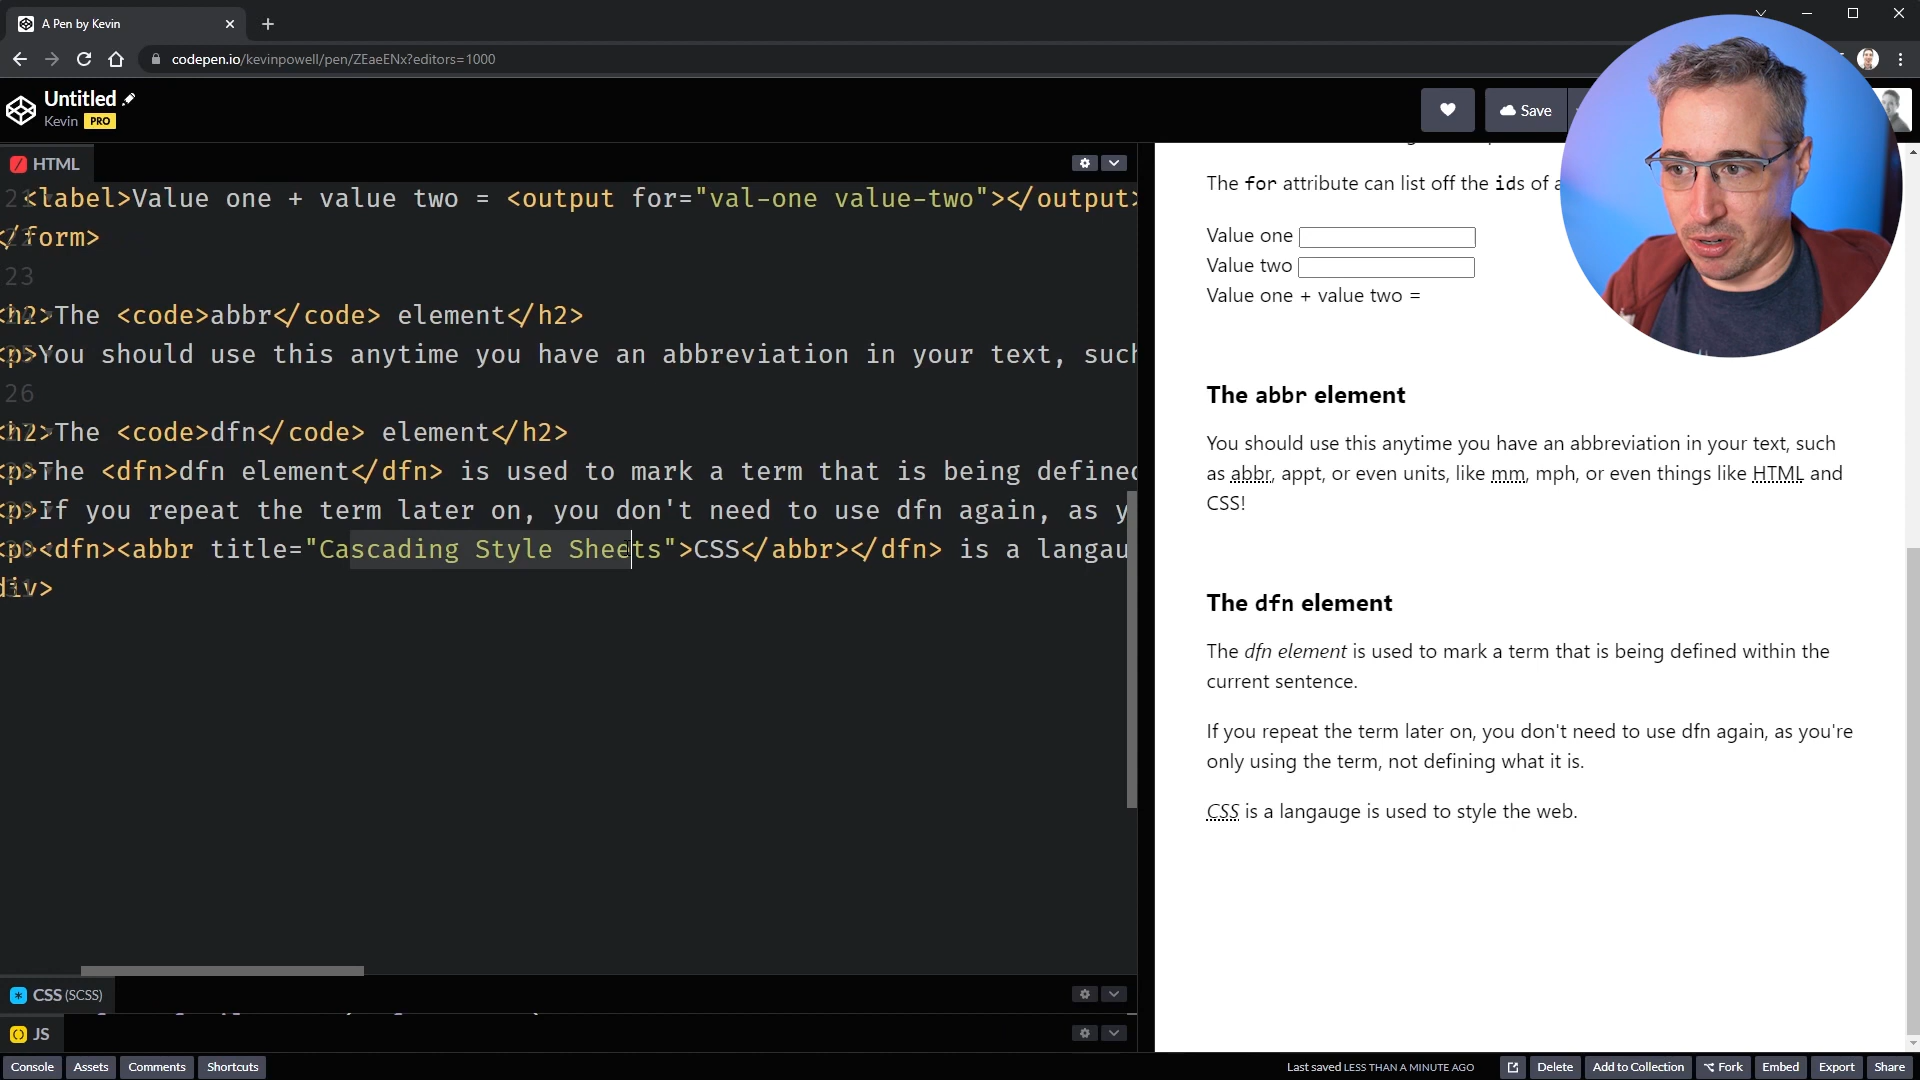 A Pen by Kevin
codepen.io/kevinpowell/pen/ZEaeENx?editors=1000
Untitled
Kevin PRO
Save
HTML
21 <label>Value one + value two = <output for="val-one value-two"></output>
22 </form>
23
<h2>The <code>abbr</code> element</h2>
<p>You should use this anytime you have an abbreviation in your text, such
26
<h2>The <code>dfn</code> element</h2>
<p>The <dfn>dfn element</dfn> is used to mark a term that is being defined
<p>If you repeat the term later on, you don't need to use dfn again, as y
<p><dfn><abbr title="Cascading Style Sheets">CSS</abbr></dfn> is a langau
div>
CSS (SCSS)
JS
The for attribute can list off the ids of a
Value one
Value two
Value one + value two =
The abbr element
You should use this anytime you have an abbreviation in your text, such
as abbr, appt, or even units, like mm, mph, or even things like HTML and
CSS!
The dfn element
The dfn element is used to mark a term that is being defined within the
current sentence.
If you repeat the term later on, you don't need to use dfn again, as you're
only using the term, not defining what it is.
CSS is a langauge is used to style the web.
Console Assets Comments Shortcuts
Last saved LESS THAN A MINUTE AGO
Delete Add to Collection Fork Embed Export Share